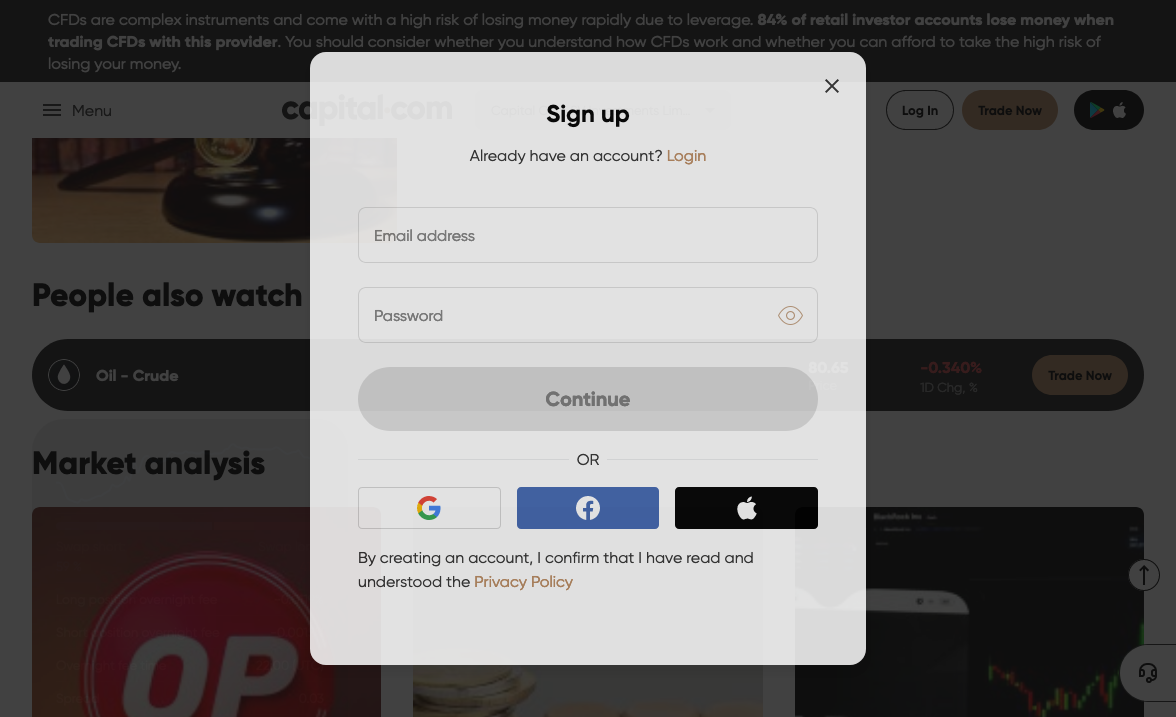 CFDs are complex instruments and come with a high risk of losing money rapidly due to leverage. 84% of retail investor accounts lose money when
trading CFDs with this provider. You should consider whether you understand how CFDs work and whether you can afford to take the high risk of
losing your money.
Menu
capital.com
Log In
Trade Now
Sign up
Already have an account? Login
Email address
Password
Continue
OR
By creating an account, I confirm that I have read and
understood the Privacy Policy
People also watch
Oil - Crude
80.65
-0.340%
1D Chg, %
Trade Now
Market analysis
OP